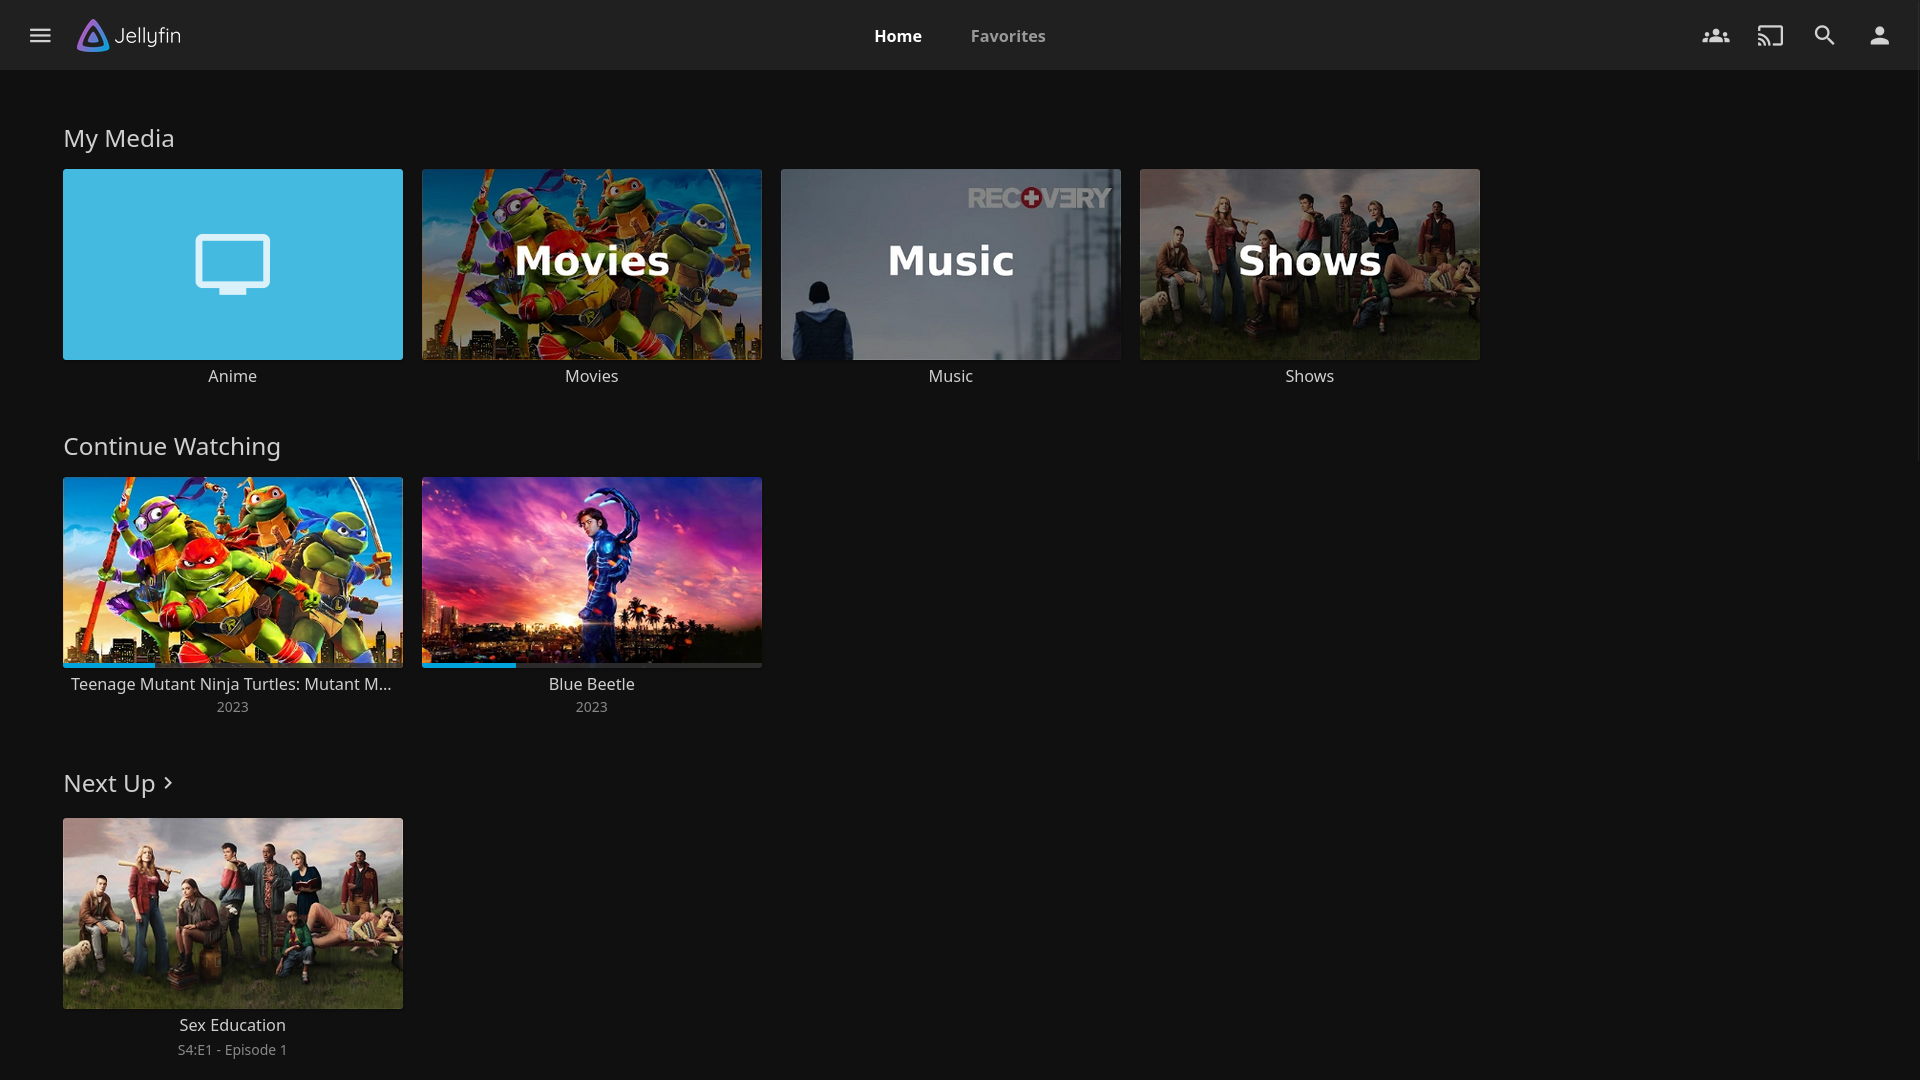 Jellyfin
Home
Favorites
My Media
RECOVERY
Movies
Music
Shows
Anime
Movies
Music
Shows
Continue Watching
Teenage Mutant Ninja Turtles: Mutant M...
Blue Beetle
2023
2023
Next Up
Sex Education
S4:E1 - Episode 1